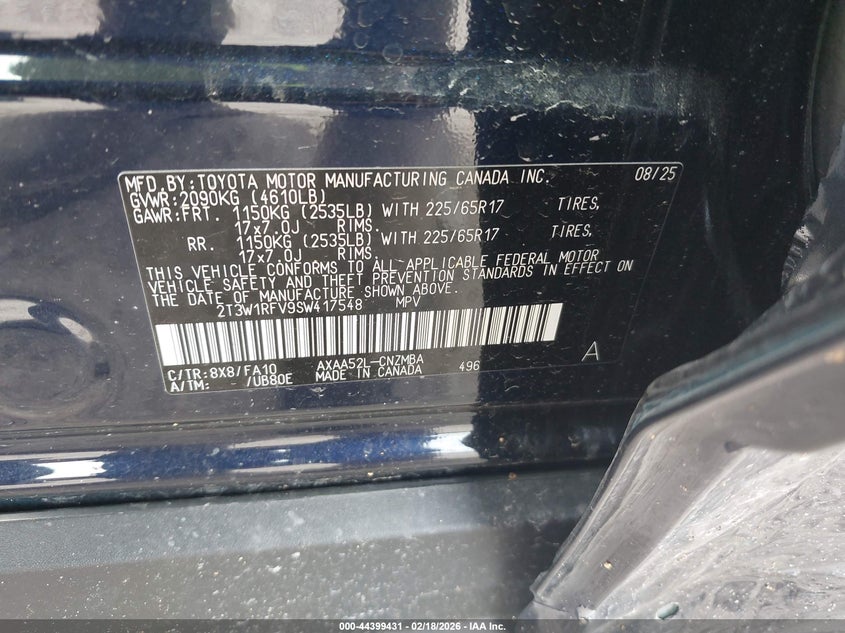 MFD.BY:TOYOTA MOTOR MANUFACTURING CANADA INC. 08/25
GVWR:2090KG (4610LB)
GAWR:FRT. 1150KG (2535LB) WITH 225/65R17 TIRES,
17x7.0J RIMS.
RR. 1150KG (2535LB) WITH 225/65R17 TIRES,
17x7.0J RIMS.
THIS VEHICLE CONFORMS TO ALL APPLICABLE FEDERAL MOTOR
VEHICLE SAFETY AND THEFT PREVENTION STANDARDS IN EFFECT ON
THE DATE OF MANUFACTURE SHOWN ABOVE.
2T3W1RFV9SW417548 MPV
C/TR:8X8/FA10 AXAA52L-CNZMBA 496 A
A/TM: -/UB80E MADE IN CANADA
000-44399431 - 02/18/2026 - IAA Inc.